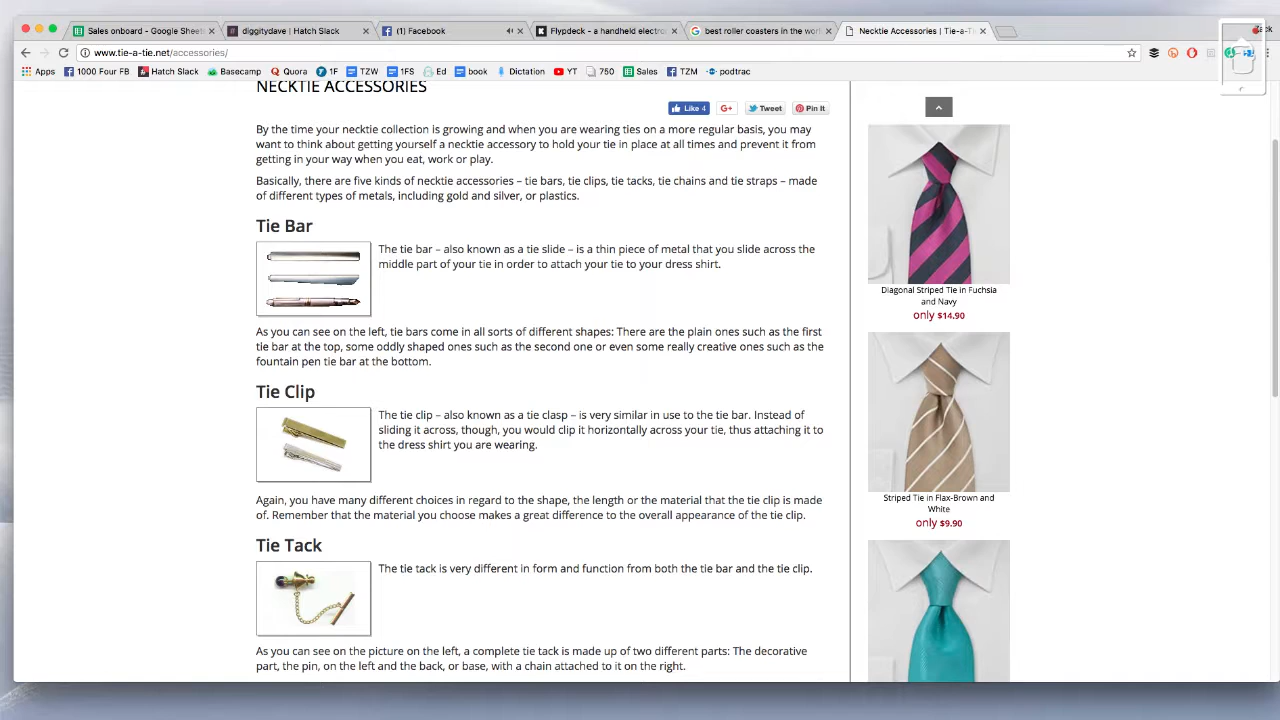 Sales onboard - Google Sheets
diggitydave | Hatch Slack
(1) Facebook
Flypdeck - a handheld electro
best roller coasters in the worl
Necktie Accessories | Tie-a-Ti
www.tie-a-tie.net/accessories/
Apps
1000 Four FB
Hatch Slack
Basecamp
Quora
1F
TZW
1FS
Ed
book
Dictation
YT
750
Sales
TZM
podtrac
NECKTIE ACCESSORIES
Like 4
G+
Tweet
Pin It
By the time your necktie collection is growing and when you are wearing ties on a more regular basis, you may
want to think about getting yourself a necktie accessory to hold your tie in place at all times and prevent it from
getting in your way when you eat, work or play.
Basically, there are five kinds of necktie accessories – tie bars, tie clips, tie tacks, tie chains and tie straps – made
of different types of metals, including gold and silver, or plastics.
Tie Bar
The tie bar – also known as a tie slide – is a thin piece of metal that you slide across the
middle part of your tie in order to attach your tie to your dress shirt.
As you can see on the left, tie bars come in all sorts of different shapes: There are the plain ones such as the first
tie bar at the top, some oddly shaped ones such as the second one or even some really creative ones such as the
fountain pen tie bar at the bottom.
Tie Clip
The tie clip – also known as a tie clasp – is very similar in use to the tie bar. Instead of
sliding it across, though, you would clip it horizontally across your tie, thus attaching it to
the dress shirt you are wearing.
Again, you have many different choices in regard to the shape, the length or the material that the tie clip is made
of. Remember that the material you choose makes a great difference to the overall appearance of the tie clip.
Tie Tack
The tie tack is very different in form and function from both the tie bar and the tie clip.
As you can see on the picture on the left, a complete tie tack is made up of two different parts: The decorative
part, the pin, on the left and the back, or base, with a chain attached to it on the right.
Diagonal Striped Tie in Fuchsia
and Navy
only $14.90
Striped Tie in Flax-Brown and
White
only $9.90